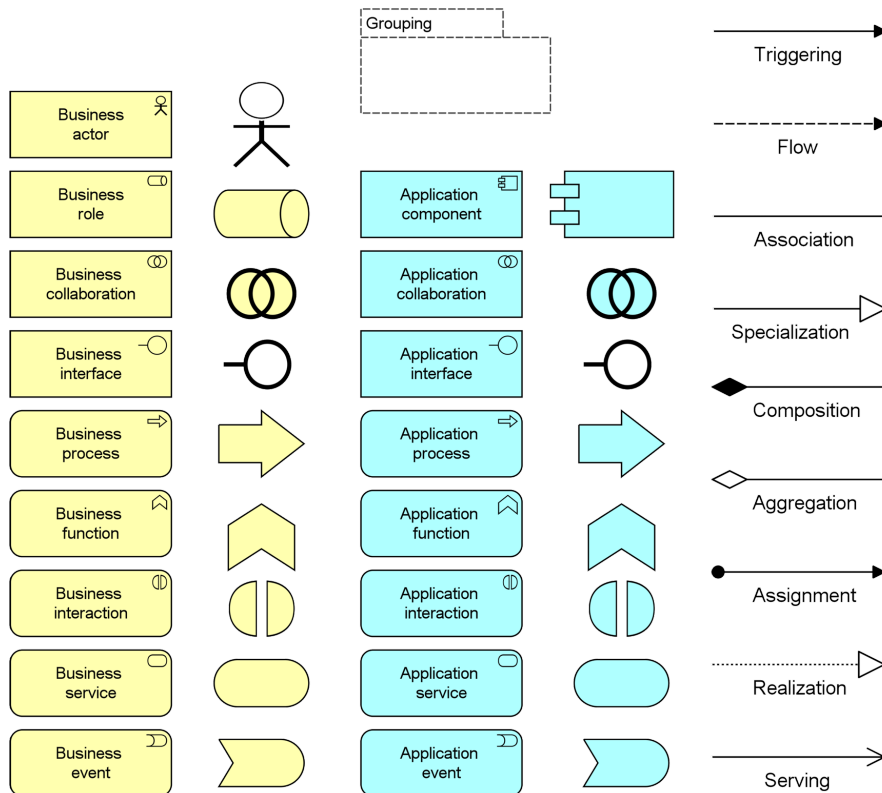 Grouping
Triggering
Flow
Association
Specialization
Composition
Aggregation
Assignment
Realization
Serving
Business
actor
Business
role
Business
collaboration
Business
interface
Business
process
Business
function
Business
interaction
Business
service
Business
event
Application
component
Application
collaboration
Application
interface
Application
process
Application
function
Application
interaction
Application
service
Application
event